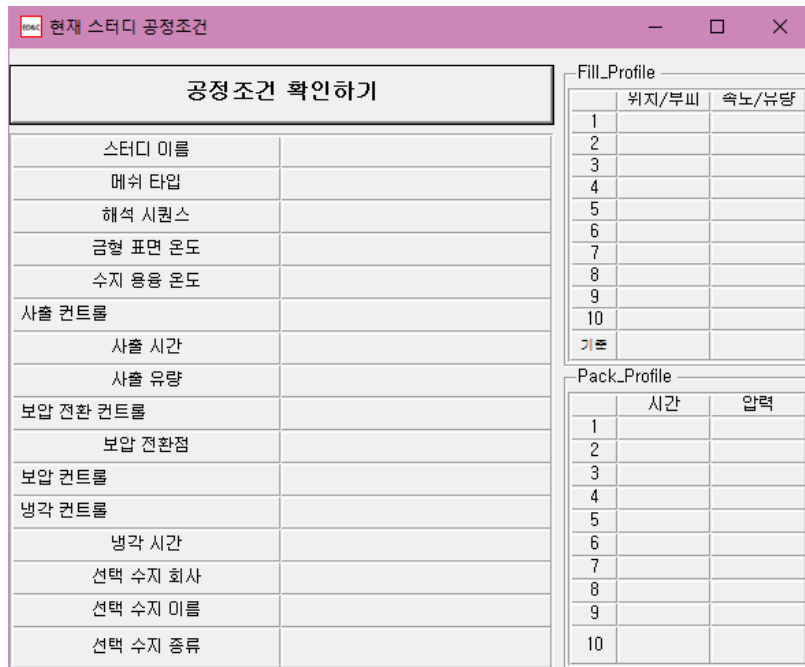 EO&C 현재 스터디 공정조건
공정조건 확인하기
스터디 이름
메쉬 타입
해석 시퀀스
금형 표면 온도
수지 용융 온도
사출 컨트롤
사출 시간
사출 유량
보압 전환 컨트롤
보압 전환점
보압 컨트롤
냉각 컨트롤
냉각 시간
선택 수지 회사
선택 수지 이름
선택 수지 종류
Fill_Profile
위치/부피 속도/유량
1
2
3
4
5
6
7
8
9
10
기준
Pack_Profile
시간 압력
1
2
3
4
5
6
7
8
9
10